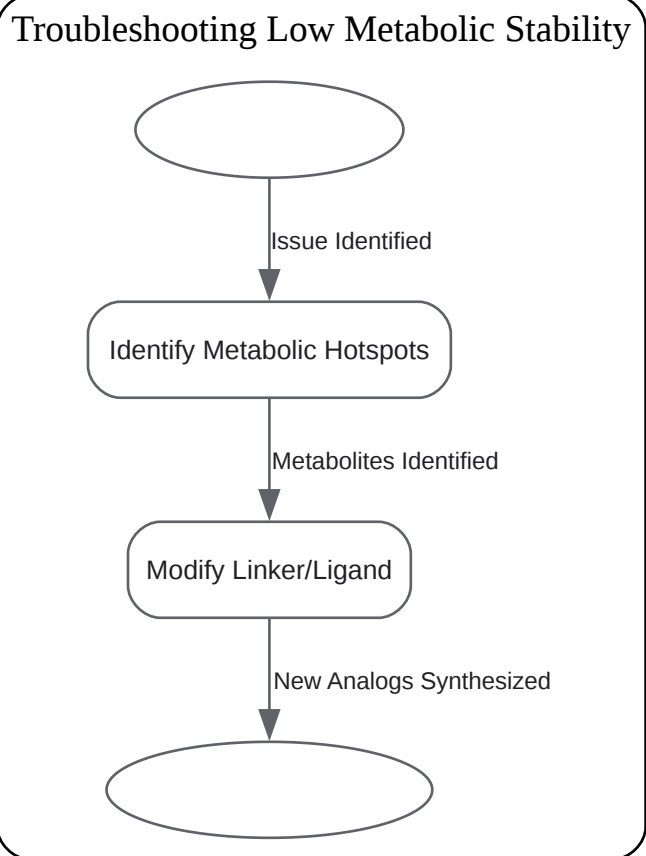 Troubleshooting Low Metabolic Stability
Issue Identified
Identify Metabolic Hotspots
Metabolites Identified
Modify Linker/Ligand
New Analogs Synthesized